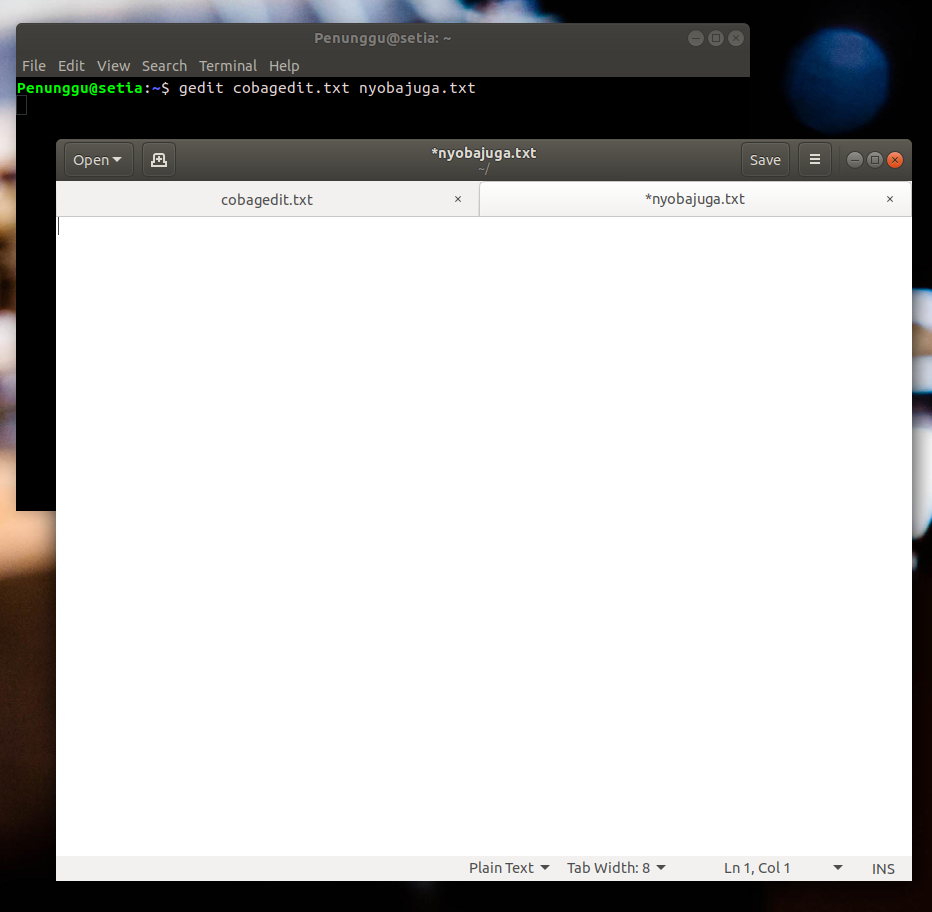 Penunggu@setia: ~
File Edit View Search Terminal Help
Penunggu@setia:~$ gedit cobagedit.txt nyobajuga.txt
Open
*nyobajuga.txt
~/
Save
cobagedit.txt × *nyobajuga.txt ×
Plain Text Tab Width: 8 Ln 1, Col 1 INS